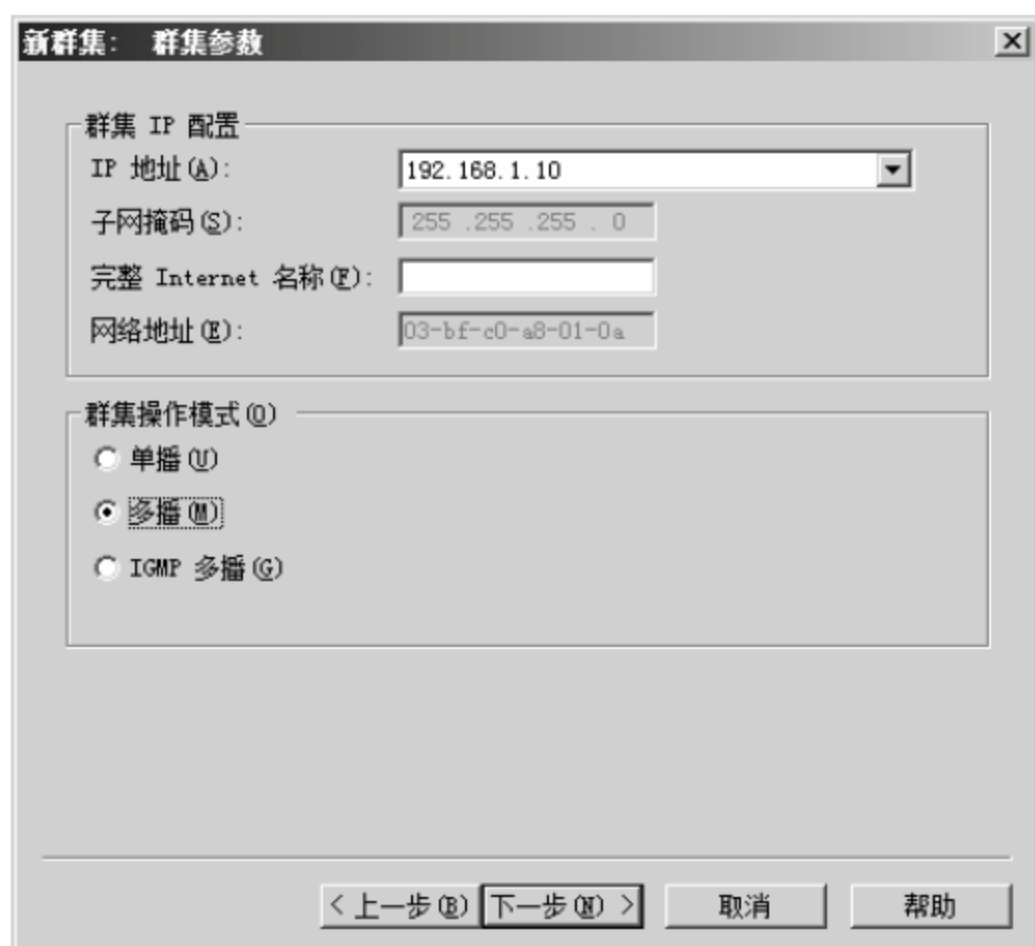 新群集： 群集参数
群集 IP 配置
IP 地址(A): 192.168.1.10
子网掩码(S): 255 .255 .255 . 0
完整 Internet 名称(F):
网络地址(E): 03-bf-c0-a8-01-0a
群集操作模式(O)
单播(U)
多播(M)
IGMP 多播(G)
< 上一步(B) 下一步(N) > 取消 帮助